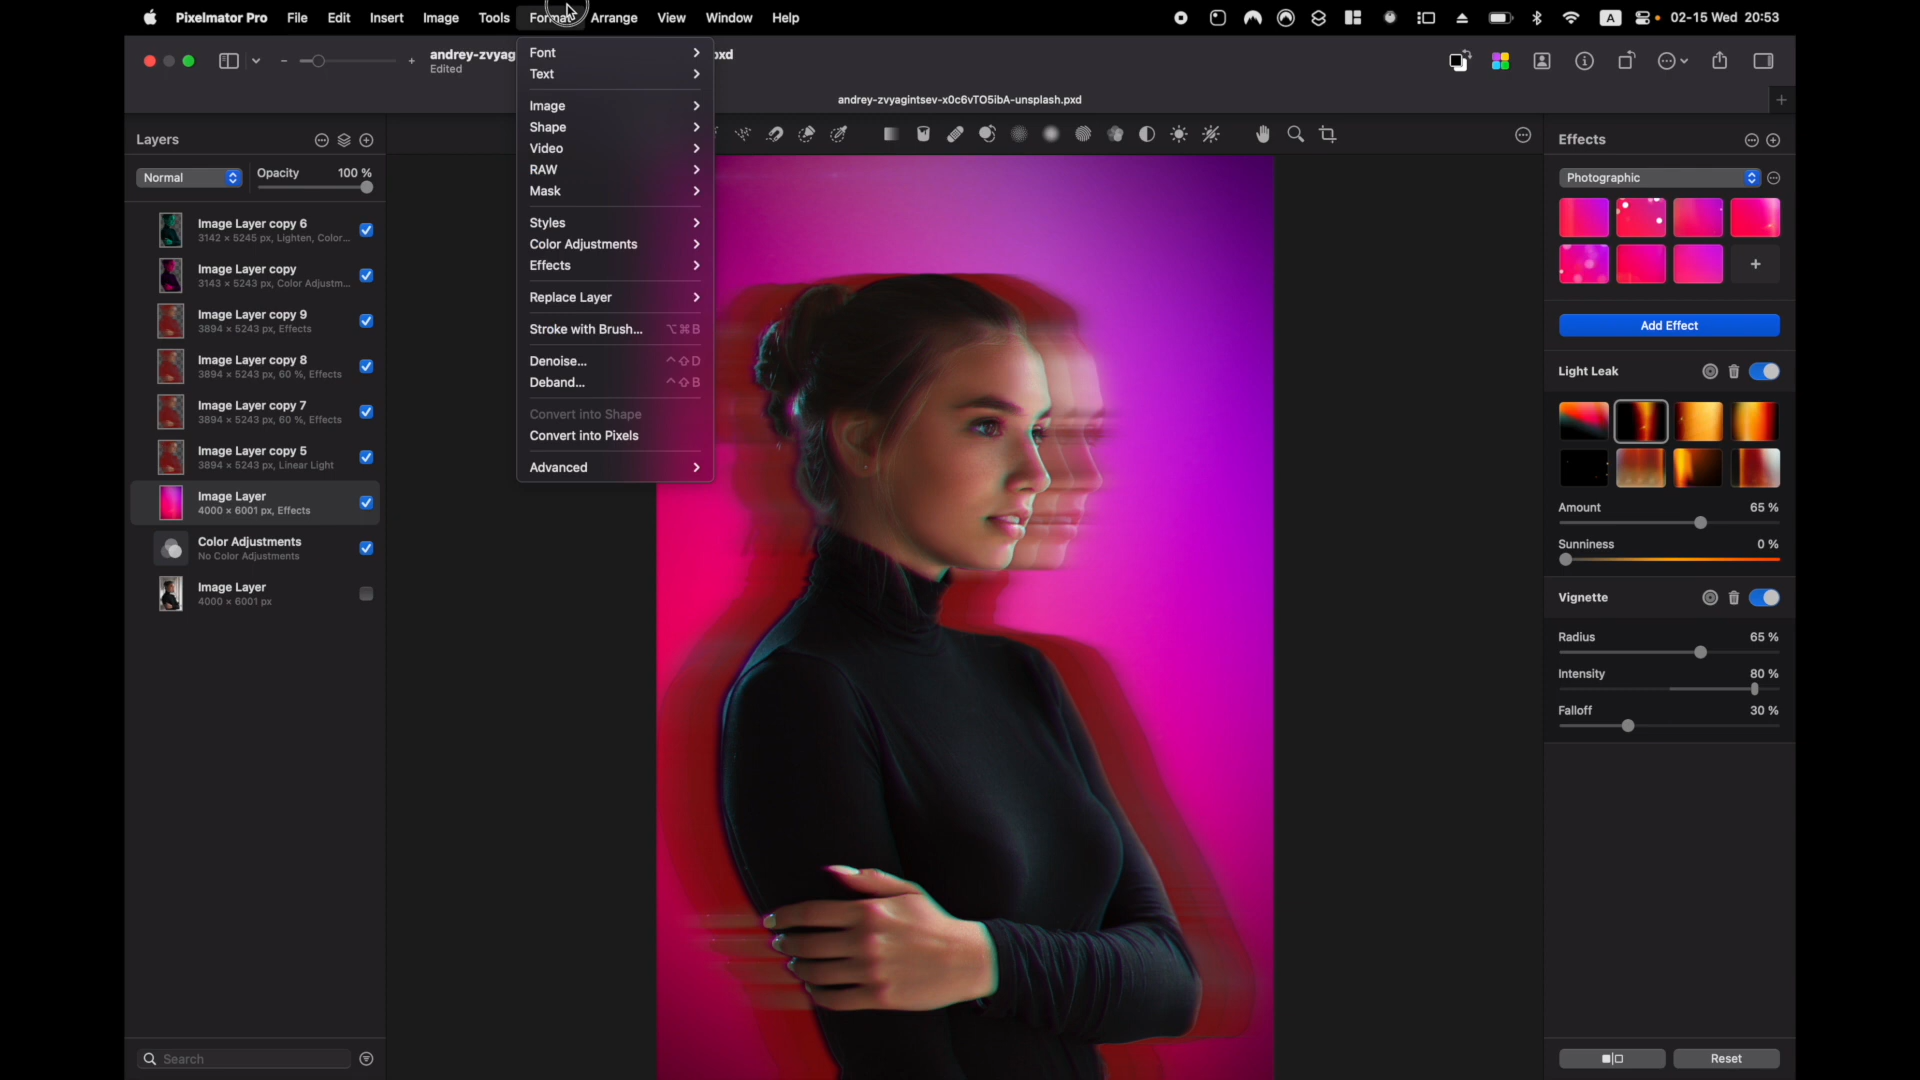 Pixelmator Pro File Edit Insert Image Tools Format Arrange View Window Help A 02-15 Wed 20:53
andrey-zvyag
xd
Edited
andrey-zvyagintsev-x0c6vTO5ibA-unsplash.pxd
Layers
Normal
Opacity 100 %
Image Layer copy 6
3142 × 5245 px, Lighten, Color...
Image Layer copy
3143 × 5243 px, Color Adjustm...
Image Layer copy 9
3894 × 5243 px, Effects
Image Layer copy 8
3894 × 5243 px, 60 %, Effects
Image Layer copy 7
3894 × 5243 px, 60 %, Effects
Image Layer copy 5
3894 × 5243 px, Linear Light
Image Layer
4000 × 6001 px, Effects
Color Adjustments
No Color Adjustments
Image Layer
4000 × 6001 px
Search
Font
Text
Image
Shape
Video
RAW
Mask
Styles
Color Adjustments
Effects
Replace Layer
Stroke with Brush... ⌥⌘B
Denoise... ^⇧D
Deband... ^⇧B
Convert into Shape
Convert into Pixels
Advanced
Effects
Photographic
Add Effect
Light Leak
Amount 65 %
Sunniness 0 %
Vignette
Radius 65 %
Intensity 80 %
Falloff 30 %
Reset